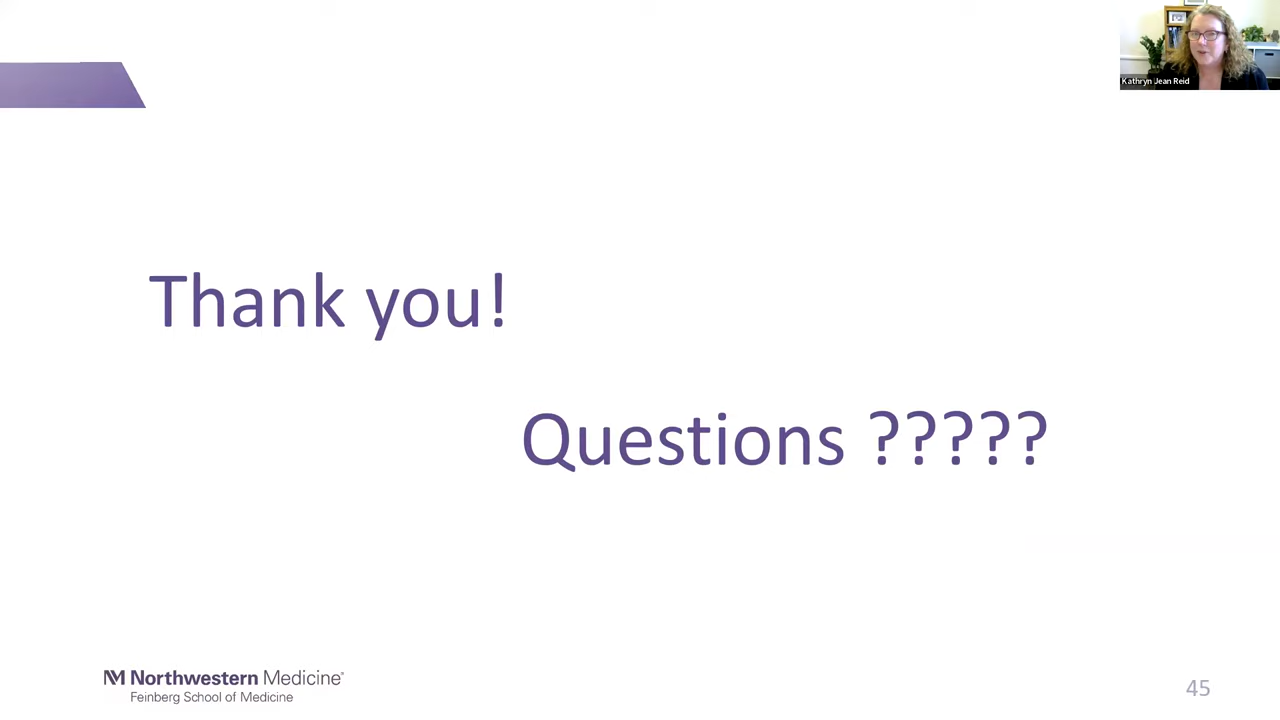 Kathryn Jean Reid
Thank you!
Questions ?????
Northwestern Medicine®
Feinberg School of Medicine
45